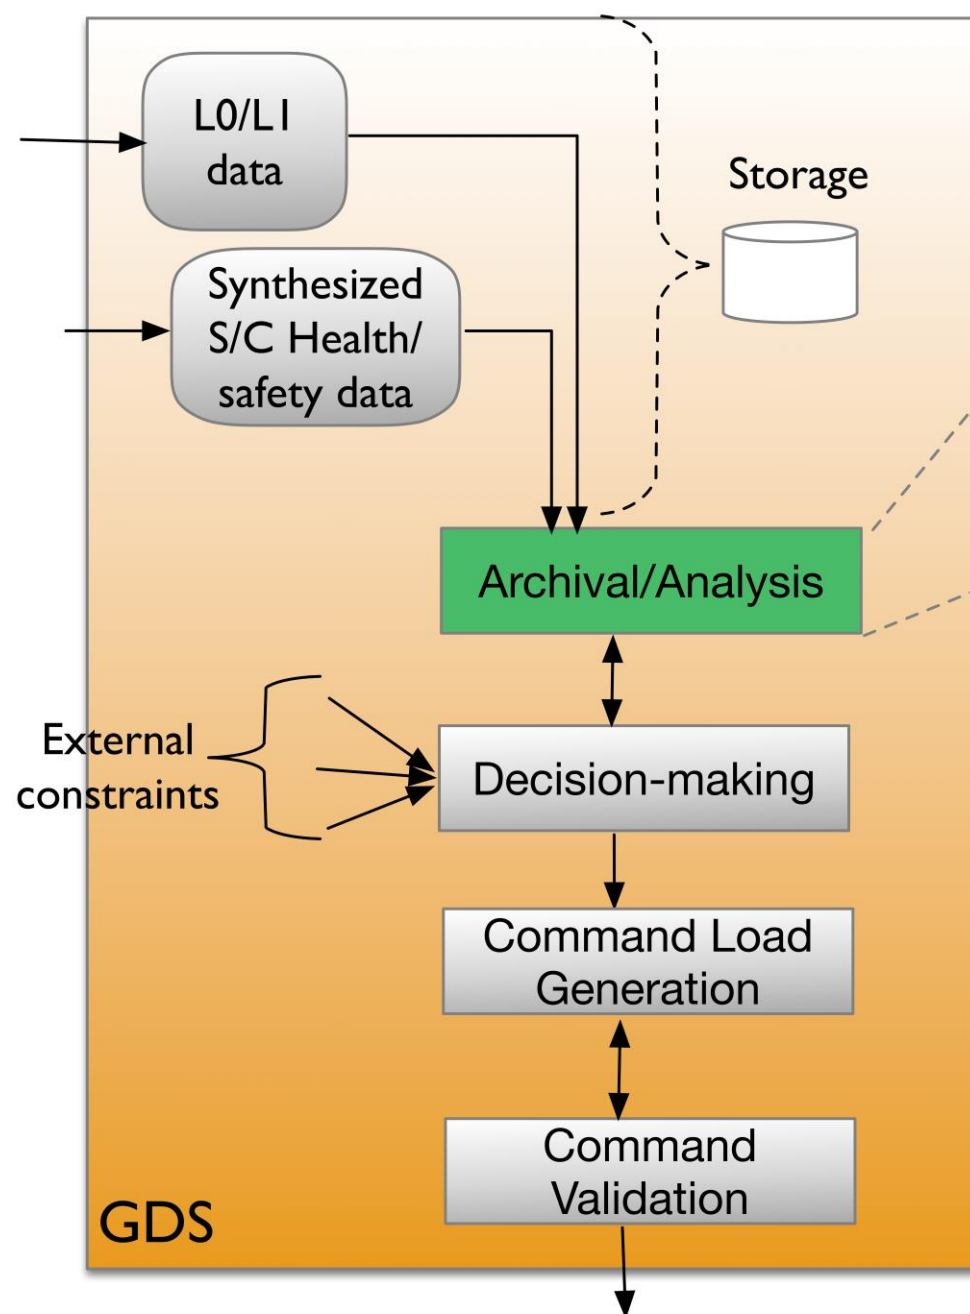 L0/L1
data
Storage
Synthesized
S/C Health/
safety data
Archival/Analysis
External
constraints
Decision-making
Command Load
Generation
Command
Validation
GDS